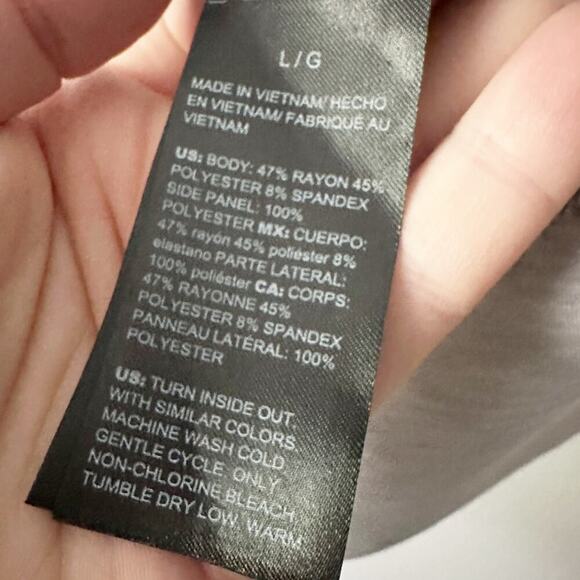 L/G
MADE IN VIETNAM/ HECHO
EN VIETNAM/ FABRIQUÉ AU
VIETNAM
US: BODY: 47% RAYON 45%
POLYESTER 8% SPANDEX
SIDE PANEL: 100%
POLYESTER MX: CUERPO:
47% rayón 45% poliéster 8%
elastano PARTE LATERAL:
100% poliéster CA: CORPS:
47% RAYONNE 45%
POLYESTER 8% SPANDEX
PANNEAU LATÉRAL: 100%
POLYESTER
US: TURN INSIDE OUT.
WITH SIMILAR COLORS.
MACHINE WASH COLD.
GENTLE CYCLE. ONLY
NON-CHLORINE BLEACH.
TUMBLE DRY LOW. WARM